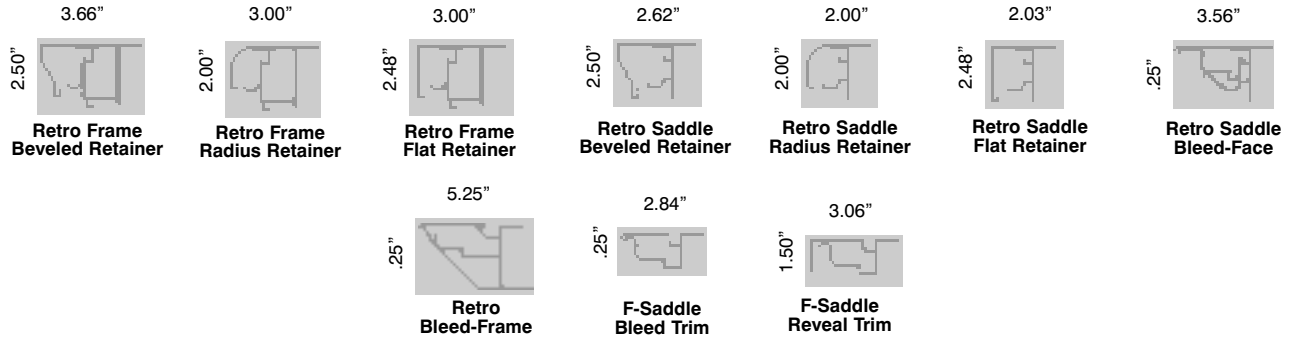 3.66”
2.50”
Retro Frame
Beveled Retainer
3.00”
2.00”
Retro Frame
Radius Retainer
3.00”
2.48”
Retro Frame
Flat Retainer
2.62”
2.50”
Retro Saddle
Beveled Retainer
2.00”
2.00”
Retro Saddle
Radius Retainer
2.03”
2.48”
Retro Saddle
Flat Retainer
3.56”
.25”
Retro Saddle
Bleed-Face
5.25”
.25”
Retro
Bleed-Frame
2.84”
.25”
F-Saddle
Bleed Trim
3.06”
1.50”
F-Saddle
Reveal Trim